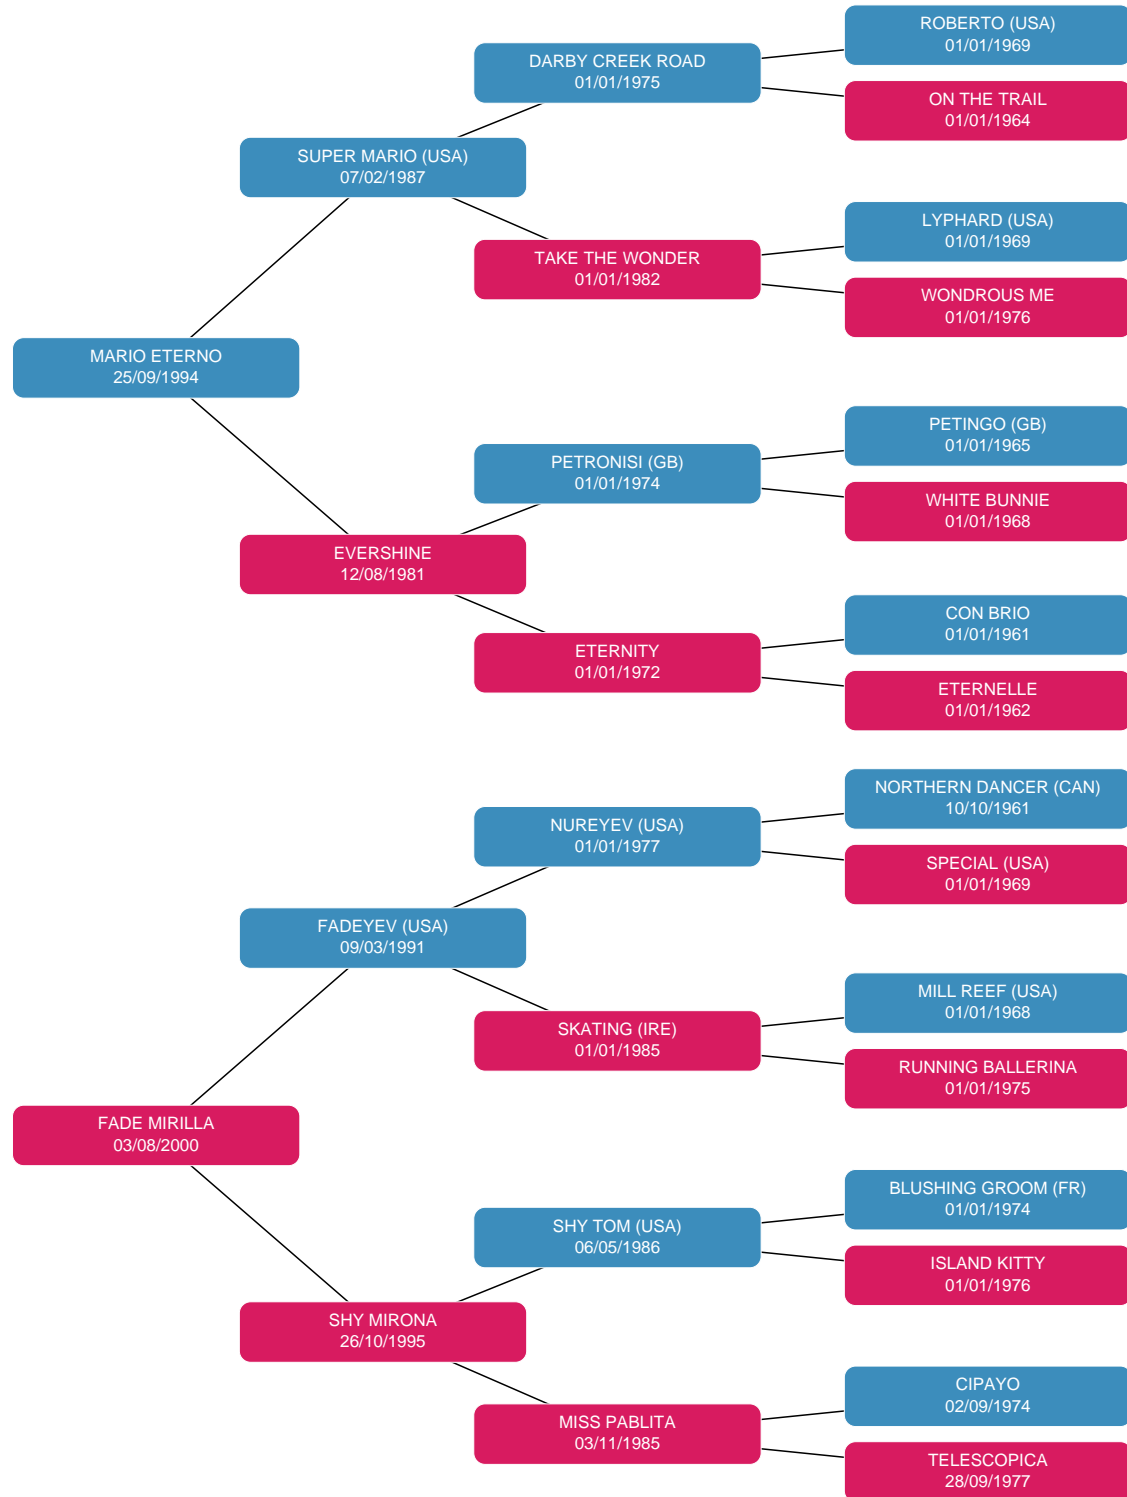 ROBERTO (USA)
01/01/1969
DARBY CREEK ROAD
01/01/1975
ON THE TRAIL
01/01/1964
SUPER MARIO (USA)
07/02/1987
LYPHARD (USA)
01/01/1969
TAKE THE WONDER
01/01/1982
WONDROUS ME
01/01/1976
MARIO ETERNO
25/09/1994
PETINGO (GB)
01/01/1965
PETRONISI (GB)
01/01/1974
WHITE BUNNIE
01/01/1968
EVERSHINE
12/08/1981
CON BRIO
01/01/1961
ETERNITY
01/01/1972
ETERNELLE
01/01/1962
NORTHERN DANCER (CAN)
10/10/1961
NUREYEV (USA)
01/01/1977
SPECIAL (USA)
01/01/1969
FADEYEV (USA)
09/03/1991
MILL REEF (USA)
01/01/1968
SKATING (IRE)
01/01/1985
RUNNING BALLERINA
01/01/1975
FADE MIRILLA
03/08/2000
BLUSHING GROOM (FR)
01/01/1974
SHY TOM (USA)
06/05/1986
ISLAND KITTY
01/01/1976
SHY MIRONA
26/10/1995
CIPAYO
02/09/1974
MISS PABLITA
03/11/1985
TELESCOPICA
28/09/1977